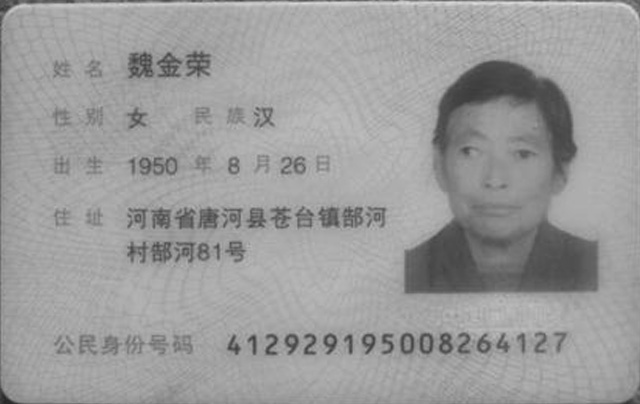 姓名 魏金荣
性别 女 民族 汉
出生 1950 年 8 月 26 日
住址 河南省唐河县苍台镇郜河
村郜河81号
公民身份号码 412929195008264127